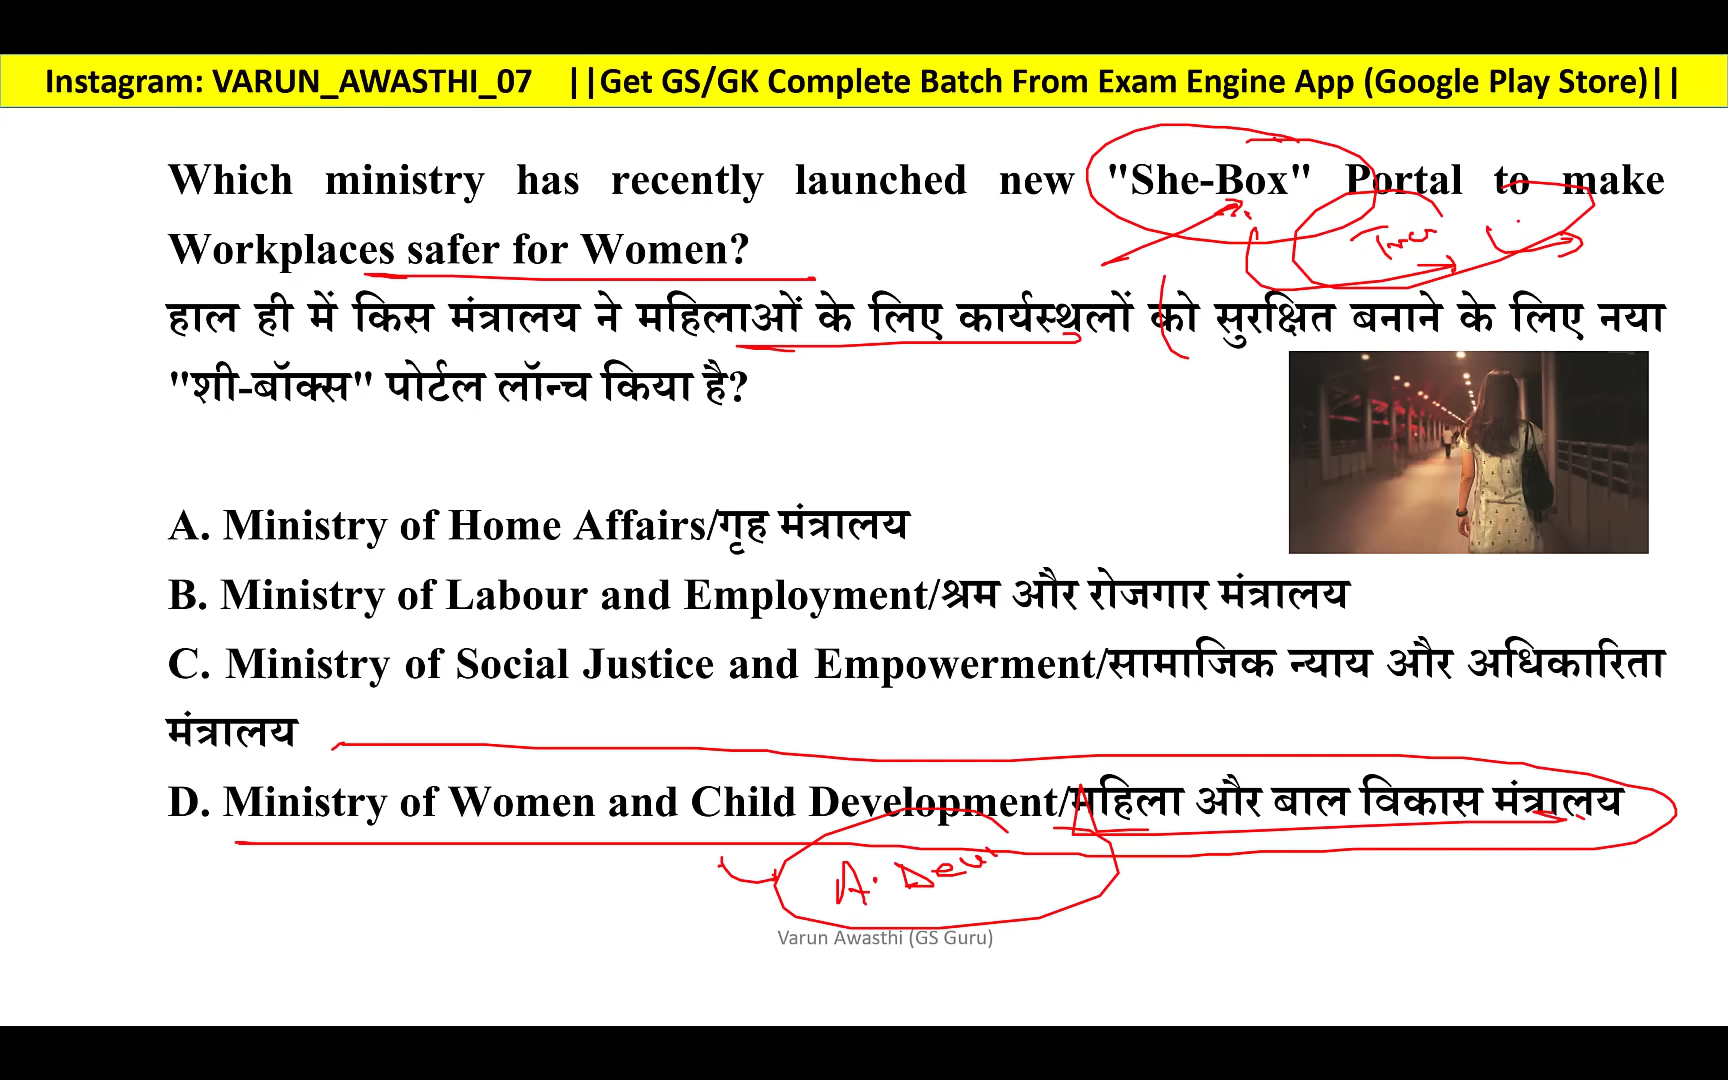 Instagram: VARUN_AWASTHI_07 ||Get GS/GK Complete Batch From Exam Engine App (Google Play Store)||
Which ministry has recently launched new "She-Box" Portal to make
Workplaces safer for Women?
हाल ही में किस मंत्रालय ने महिलाओं के लिए कार्यस्थलों को सुरक्षित बनाने के लिए नया
"शी-बॉक्स" पोर्टल लॉन्च किया है?
A. Ministry of Home Affairs/गृह मंत्रालय
B. Ministry of Labour and Employment/श्रम और रोजगार मंत्रालय
C. Ministry of Social Justice and Empowerment/सामाजिक न्याय और अधिकारिता
मंत्रालय
D. Ministry of Women and Child Development/महिला और बाल विकास मंत्रालय
A. Devi
Varun Awasthi (GS Guru)